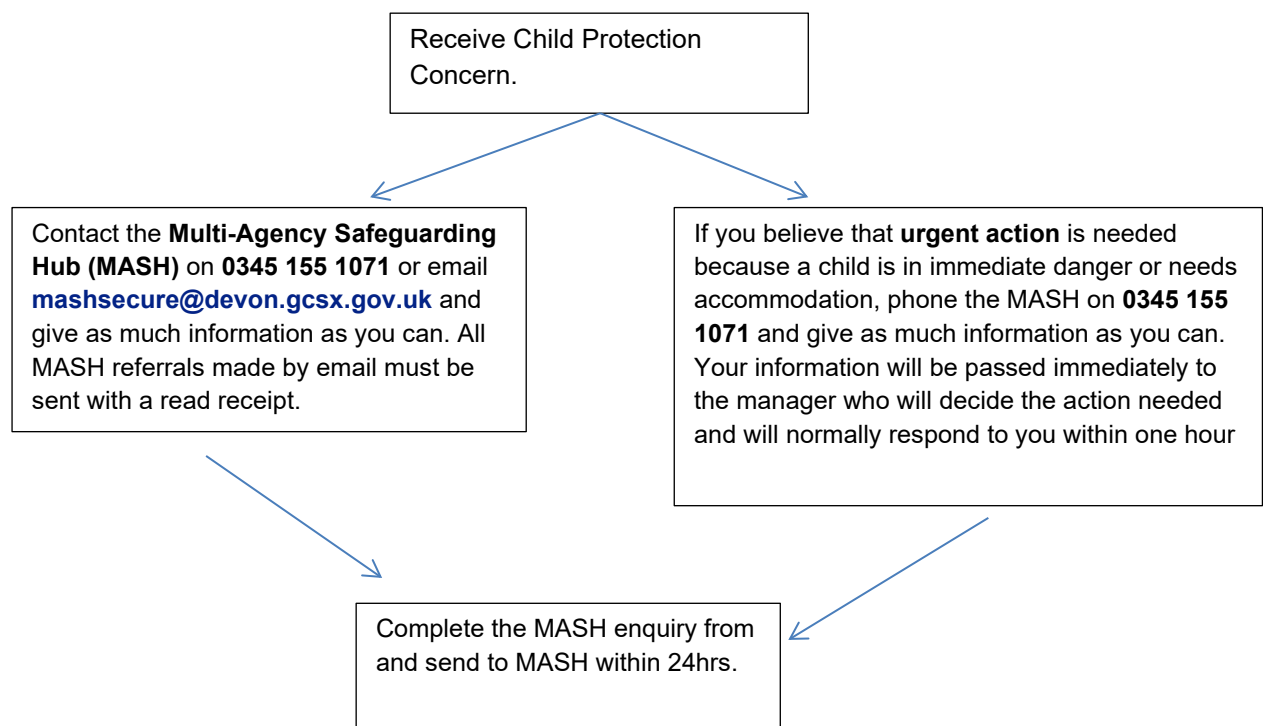 Receive Child Protection
Concern.
Contact the Multi-Agency Safeguarding
Hub (MASH) on 0345 155 1071 or email
mashsecure@devon.gcsx.gov.uk and
give as much information as you can. All
MASH referrals made by email must be
sent with a read receipt.
If you believe that urgent action is needed
because a child is in immediate danger or needs
accommodation, phone the MASH on 0345 155
1071 and give as much information as you can.
Your information will be passed immediately to
the manager who will decide the action needed
and will normally respond to you within one hour
Complete the MASH enquiry from
and send to MASH within 24hrs.